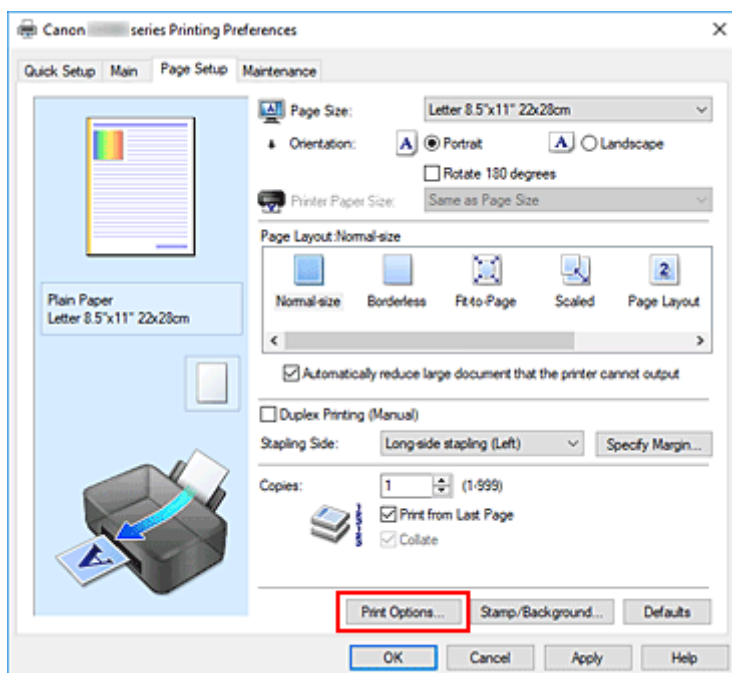 Canon series Printing Preferences
Quick Setup Main Page Setup Maintenance
Page Size: Letter 8.5"x11" 22x28cm
Orientation: A Portrait A Landscape
Rotate 180 degrees
Printer Paper Size: Same as Page Size
Page Layout:Normal-size
Normal-size Borderless Fit-to-Page Scaled Page Layout
Plain Paper
Letter 8.5"x11" 22x28cm
Automatically reduce large document that the printer cannot output
Duplex Printing (Manual)
Stapling Side: Long-side stapling (Left) Specify Margin...
Copies: 1 (1-999)
Print from Last Page
Collate
Print Options... Stamp/Background... Defaults
OK Cancel Apply Help